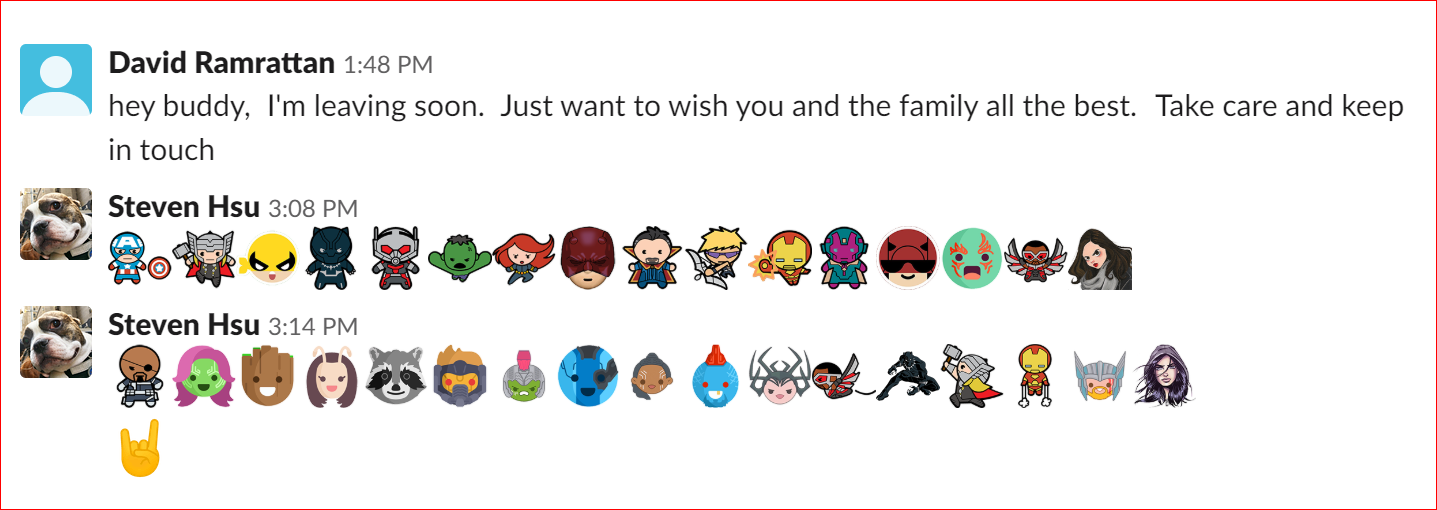 David Ramrattan 1:48 PM
hey buddy,  I'm leaving soon.  Just want to wish you and the family all the best.  Take care and keep
in touch
Steven Hsu 3:08 PM
Steven Hsu 3:14 PM